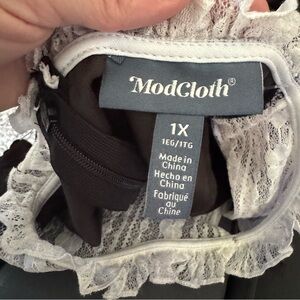 ModCloth®
1X
1EG/1TG
Made in
China
Hecho en
China
Fabriqué
au
Chine